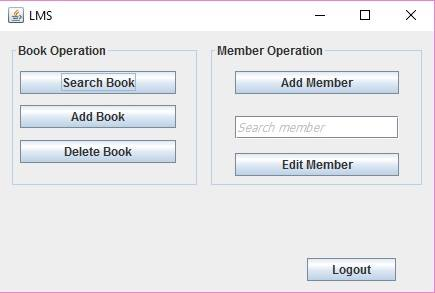 LMS
Book Operation
Search Book
Add Book
Delete Book
Member Operation
Add Member
Search member
Edit Member
Logout